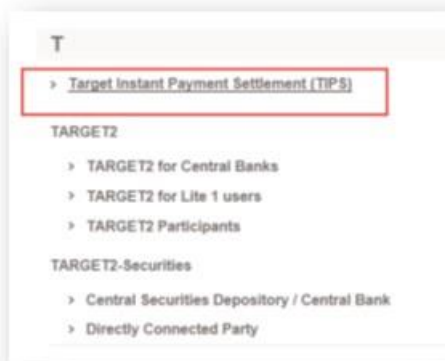 T
> Target Instant Payment Settlement (TIPS)
TARGET2
> TARGET2 for Central Banks
> TARGET2 for Lite 1 users
> TARGET2 Participants
TARGET2-Securities
> Central Securities Depository / Central Bank
> Directly Connected Party